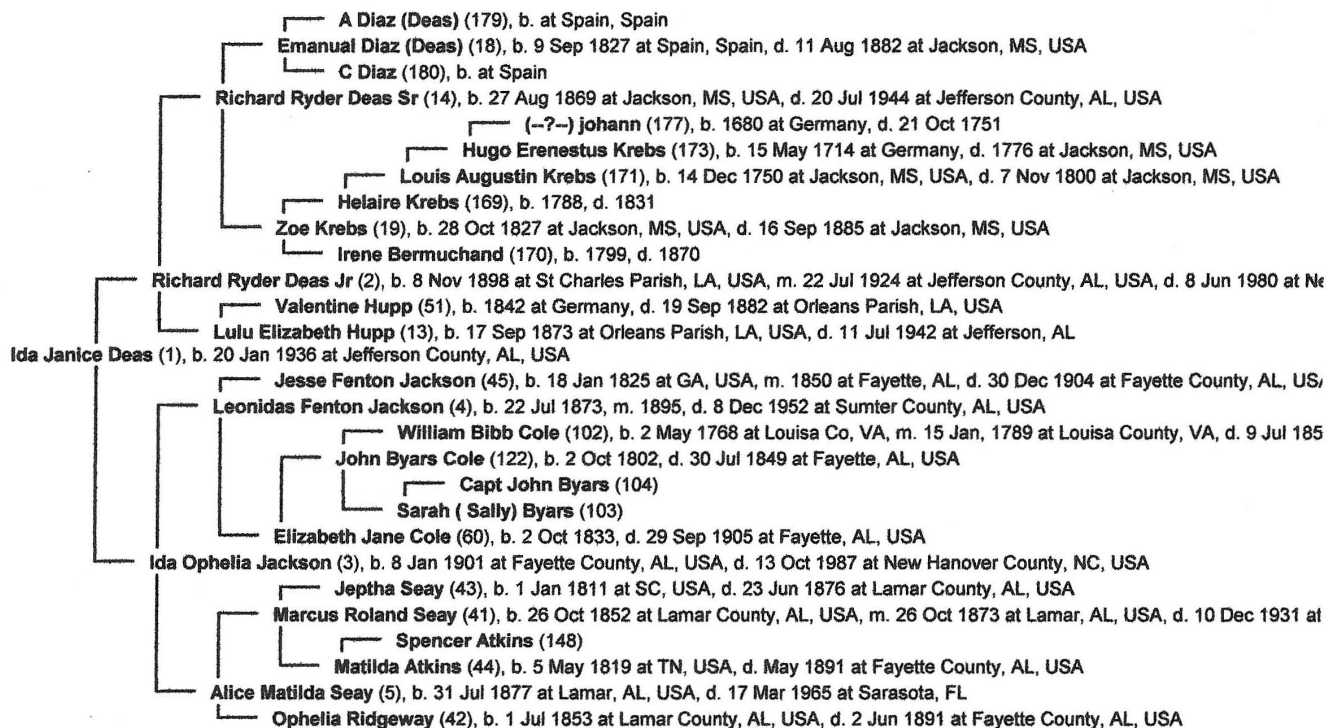 A Diaz (Deas) (179), b. at Spain, Spain
Emanual Diaz (Deas) (18), b. 9 Sep 1827 at Spain, Spain, d. 11 Aug 1882 at Jackson, MS, USA
C Diaz (180), b. at Spain
Richard Ryder Deas Sr (14), b. 27 Aug 1869 at Jackson, MS, USA, d. 20 Jul 1944 at Jefferson County, AL, USA
(--?--) johann (177), b. 1680 at Germany, d. 21 Oct 1751
Hugo Erenestus Krebs (173), b. 15 May 1714 at Germany, d. 1776 at Jackson, MS, USA
Louis Augustin Krebs (171), b. 14 Dec 1750 at Jackson, MS, USA, d. 7 Nov 1800 at Jackson, MS, USA
Helaire Krebs (169), b. 1788, d. 1831
Zoe Krebs (19), b. 28 Oct 1827 at Jackson, MS, USA, d. 16 Sep 1885 at Jackson, MS, USA
Irene Bermuchand (170), b. 1799, d. 1870
Richard Ryder Deas Jr (2), b. 8 Nov 1898 at St Charles Parish, LA, USA, m. 22 Jul 1924 at Jefferson County, AL, USA, d. 8 Jun 1980 at Ne
Valentine Hupp (51), b. 1842 at Germany, d. 19 Sep 1882 at Orleans Parish, LA, USA
Lulu Elizabeth Hupp (13), b. 17 Sep 1873 at Orleans Parish, LA, USA, d. 11 Jul 1942 at Jefferson, AL
Ida Janice Deas (1), b. 20 Jan 1936 at Jefferson County, AL, USA
Jesse Fenton Jackson (45), b. 18 Jan 1825 at GA, USA, m. 1850 at Fayette, AL, d. 30 Dec 1904 at Fayette County, AL, US
Leonidas Fenton Jackson (4), b. 22 Jul 1873, m. 1895, d. 8 Dec 1952 at Sumter County, AL, USA
William Bibb Cole (102), b. 2 May 1768 at Louisa Co, VA, m. 15 Jan, 1789 at Louisa County, VA, d. 9 Jul 185
John Byars Cole (122), b. 2 Oct 1802, d. 30 Jul 1849 at Fayette, AL, USA
Capt John Byars (104)
Sarah ( Sally) Byars (103)
Elizabeth Jane Cole (60), b. 2 Oct 1833, d. 29 Sep 1905 at Fayette, AL, USA
Ida Ophelia Jackson (3), b. 8 Jan 1901 at Fayette County, AL, USA, d. 13 Oct 1987 at New Hanover County, NC, USA
Jeptha Seay (43), b. 1 Jan 1811 at SC, USA, d. 23 Jun 1876 at Lamar County, AL, USA
Marcus Roland Seay (41), b. 26 Oct 1852 at Lamar County, AL, USA, m. 26 Oct 1873 at Lamar, AL, USA, d. 10 Dec 1931 at
Spencer Atkins (148)
Matilda Atkins (44), b. 5 May 1819 at TN, USA, d. May 1891 at Fayette County, AL, USA
Alice Matilda Seay (5), b. 31 Jul 1877 at Lamar, AL, USA, d. 17 Mar 1965 at Sarasota, FL
Ophelia Ridgeway (42), b. 1 Jul 1853 at Lamar County, AL, USA, d. 2 Jun 1891 at Fayette County, AL, USA